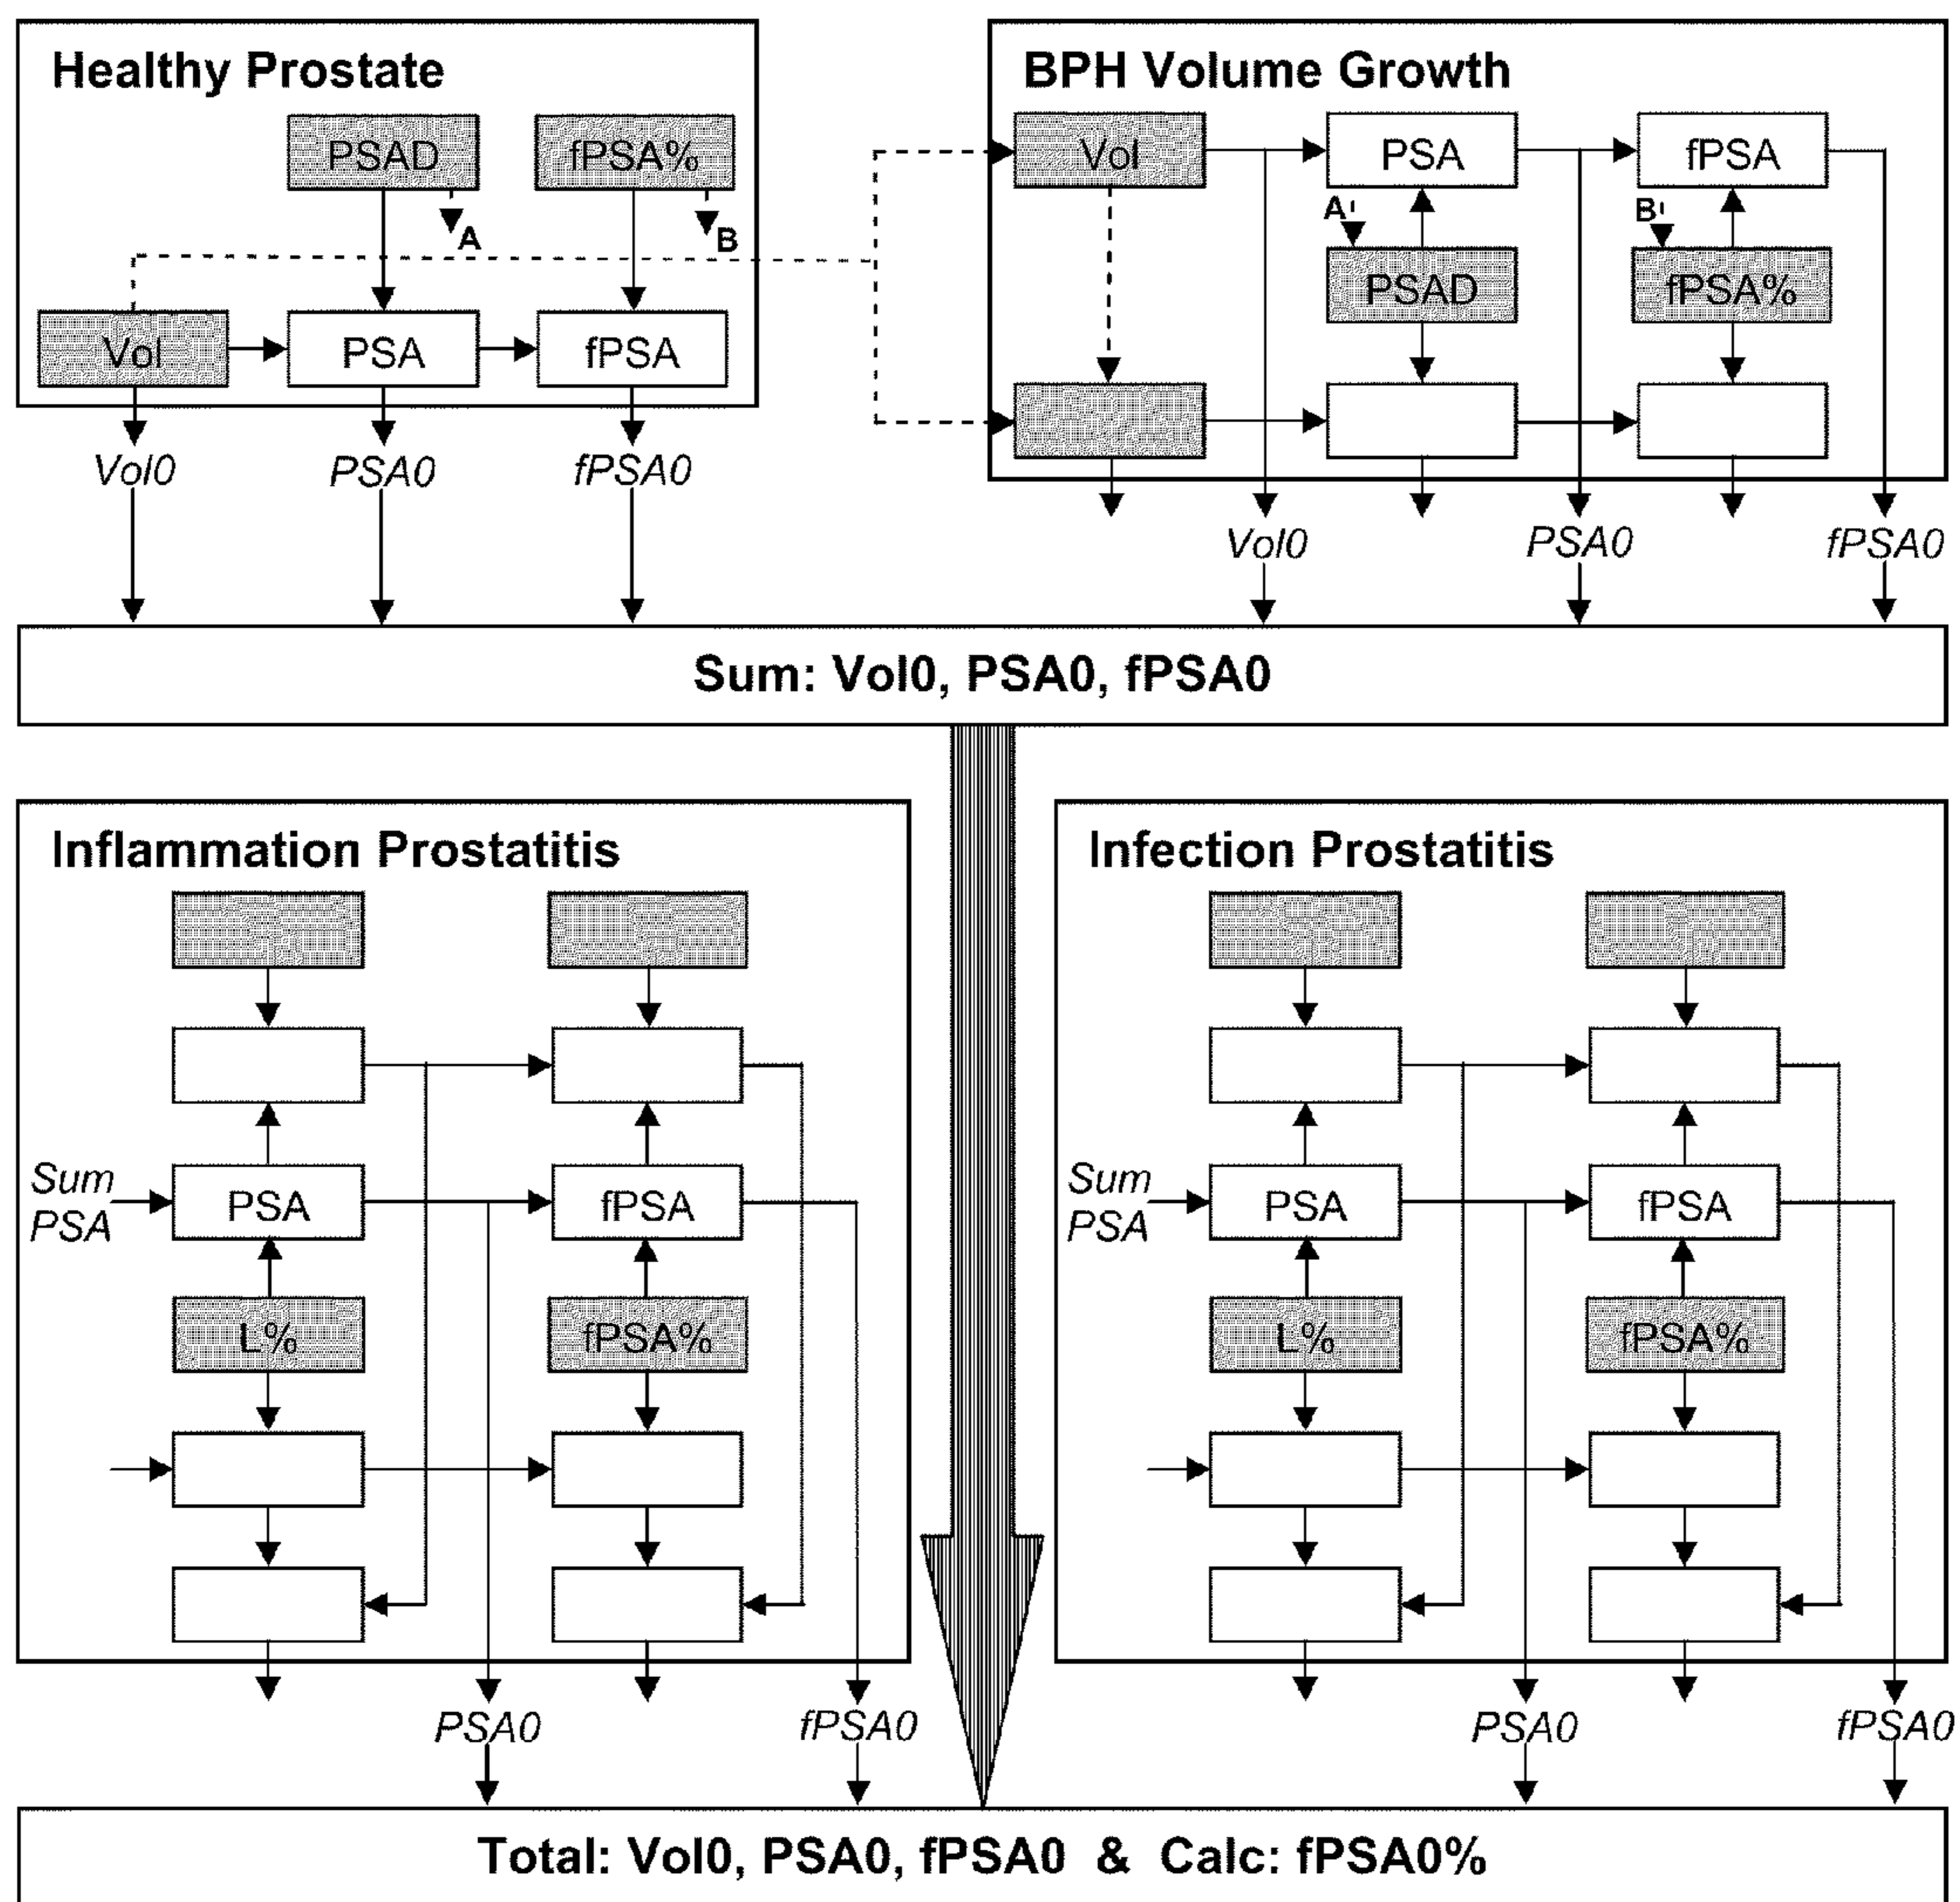 Healthy Prostate
PSAD
fPSA%
A
B
Vol
PSA
fPSA
Vol0
PSA0
fPSA0
BPH Volume Growth
Vol
PSA
fPSA
A
B
PSAD
fPSA%
Vol0
PSA0
fPSA0
Sum: Vol0, PSA0, fPSA0
Inflammation Prostatitis
Sum
PSA
PSA
fPSA
L%
fPSA%
PSA0
fPSA0
Infection Prostatitis
Sum
PSA
PSA
fPSA
L%
fPSA%
PSA0
fPSA0
Total: Vol0, PSA0, fPSA0 & Calc: fPSA0%